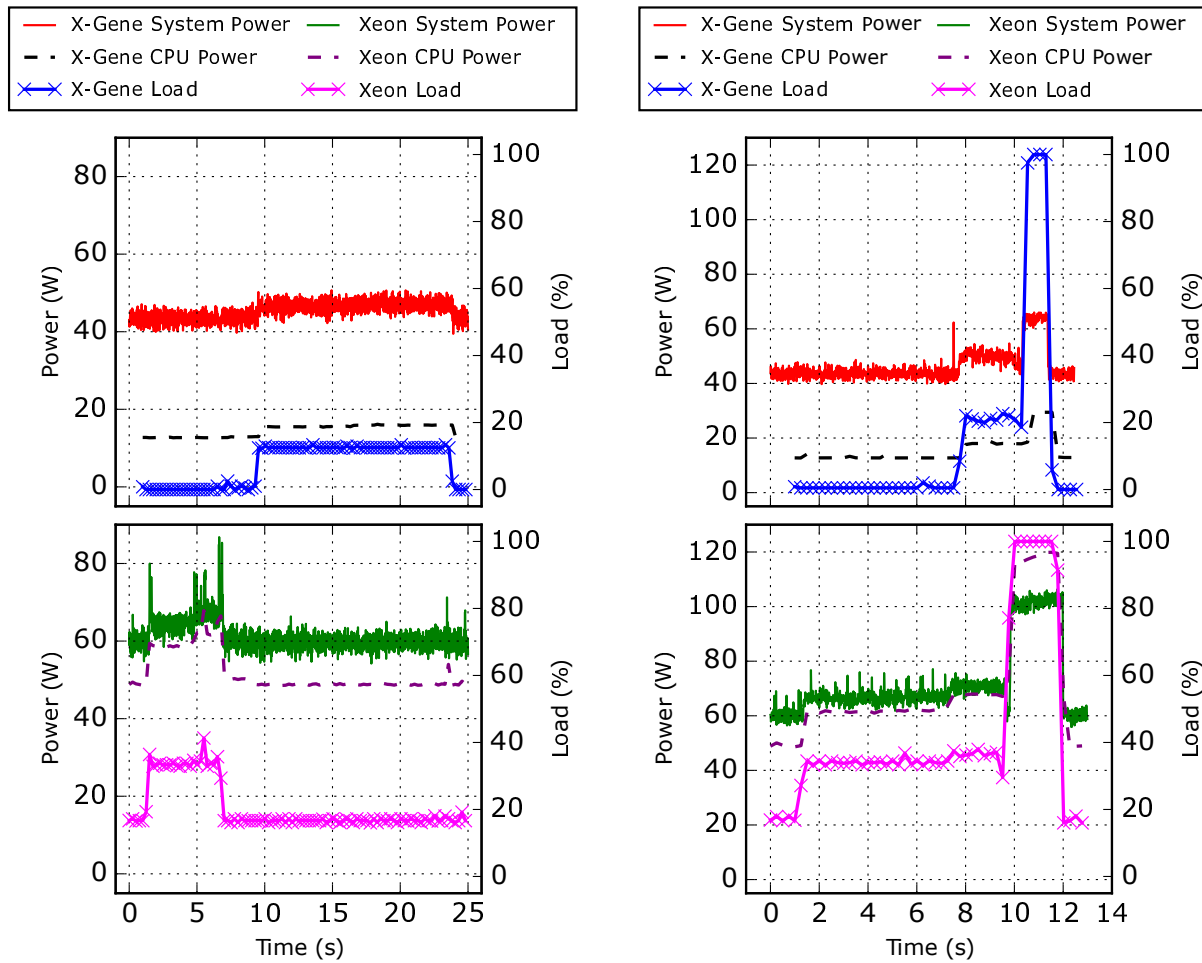 X-Gene System Power
Xeon System Power
X-Gene CPU Power
Xeon CPU Power
X-Gene Load
Xeon Load
X-Gene System Power
Xeon System Power
X-Gene CPU Power
Xeon CPU Power
X-Gene Load
Xeon Load
80
60
40
20
0
Power (W)
100
80
60
40
20
0
Load (%)
120
100
80
60
40
20
0
Power (W)
100
80
60
40
20
0
Load (%)
80
60
40
20
0
Power (W)
100
80
60
40
20
0
Load (%)
0 5 10 15 20 25
Time (s)
120
100
80
60
40
20
0
Power (W)
100
80
60
40
20
0
Load (%)
0 2 4 6 8 10 12 14
Time (s)